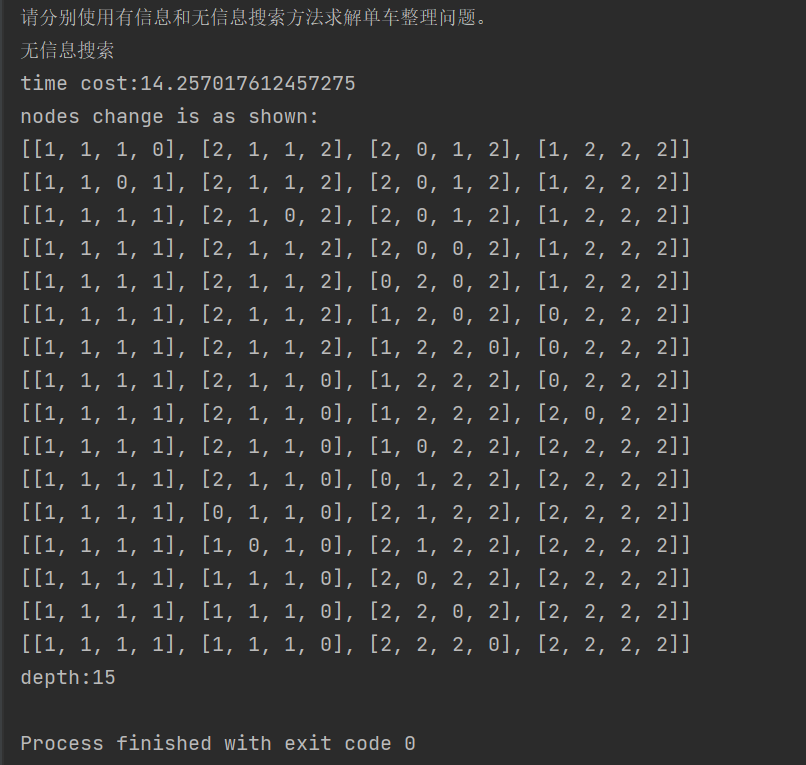 请分别使用有信息和无信息搜索方法求解单车整理问题。
无信息搜索
time cost:14.257017612457275
nodes change is as shown:
[[1, 1, 1, 0], [2, 1, 1, 2], [2, 0, 1, 2], [1, 2, 2, 2]]
[[1, 1, 0, 1], [2, 1, 1, 2], [2, 0, 1, 2], [1, 2, 2, 2]]
[[1, 1, 1, 1], [2, 1, 0, 2], [2, 0, 1, 2], [1, 2, 2, 2]]
[[1, 1, 1, 1], [2, 1, 1, 2], [2, 0, 0, 2], [1, 2, 2, 2]]
[[1, 1, 1, 1], [2, 1, 1, 2], [0, 2, 0, 2], [1, 2, 2, 2]]
[[1, 1, 1, 1], [2, 1, 1, 2], [1, 2, 0, 2], [0, 2, 2, 2]]
[[1, 1, 1, 1], [2, 1, 1, 2], [1, 2, 2, 0], [0, 2, 2, 2]]
[[1, 1, 1, 1], [2, 1, 1, 0], [1, 2, 2, 2], [0, 2, 2, 2]]
[[1, 1, 1, 1], [2, 1, 1, 0], [1, 2, 2, 2], [2, 0, 2, 2]]
[[1, 1, 1, 1], [2, 1, 1, 0], [1, 0, 2, 2], [2, 2, 2, 2]]
[[1, 1, 1, 1], [2, 1, 1, 0], [0, 1, 2, 2], [2, 2, 2, 2]]
[[1, 1, 1, 1], [0, 1, 1, 0], [2, 1, 2, 2], [2, 2, 2, 2]]
[[1, 1, 1, 1], [1, 0, 1, 0], [2, 1, 2, 2], [2, 2, 2, 2]]
[[1, 1, 1, 1], [1, 1, 1, 0], [2, 0, 2, 2], [2, 2, 2, 2]]
[[1, 1, 1, 1], [1, 1, 1, 0], [2, 2, 0, 2], [2, 2, 2, 2]]
[[1, 1, 1, 1], [1, 1, 1, 0], [2, 2, 2, 0], [2, 2, 2, 2]]
depth:15
Process finished with exit code 0